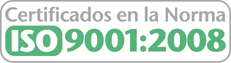 Certificados en la Norma
ISO 9001:2008